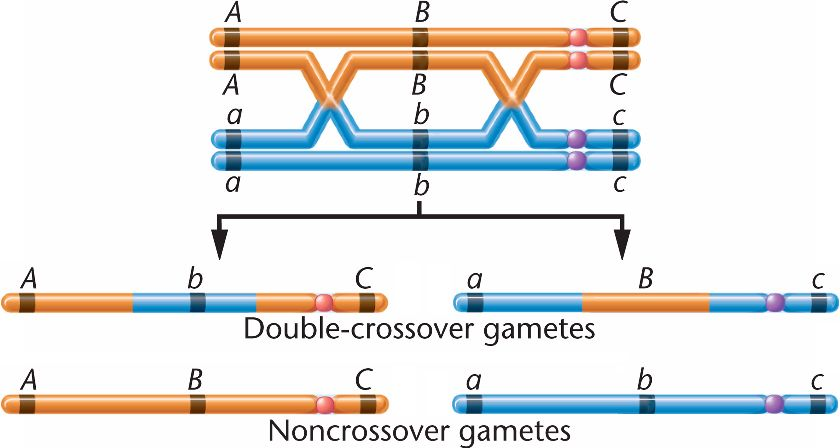 A B C
A B C
a b c
a b c
A b C a B c
Double-crossover gametes
A B C a b c
Noncrossover gametes